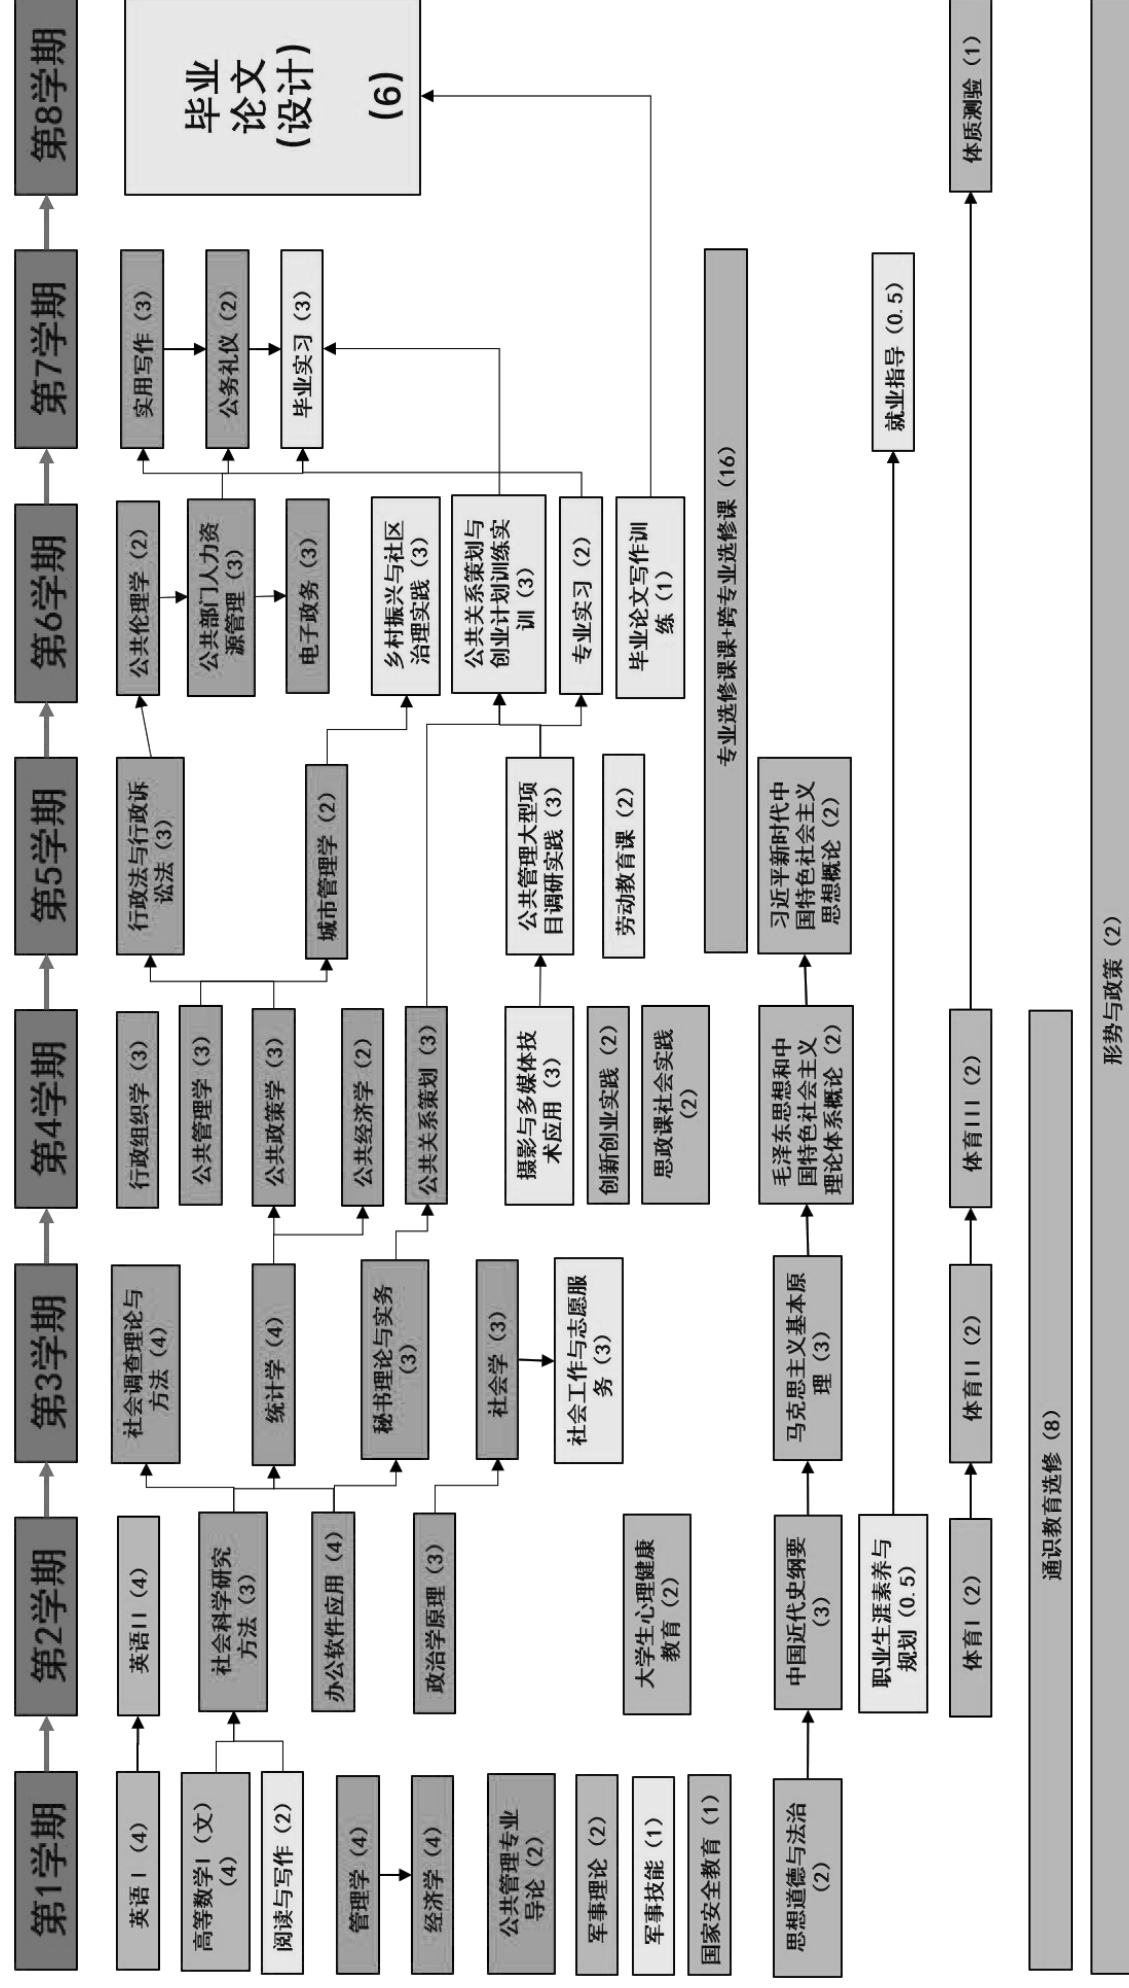 第1学期
第2学期
第3学期
第4学期
第5学期
第6学期
第7学期
第8学期
英语Ⅰ（4）
高等数学Ⅰ（文）
（4）
阅读与写作（2）
管理学（4）
经济学（4）
公共管理专业
导论（2）
军事理论（2）
军事技能（1）
国家安全教育（1）
思想道德与法治
（2）
英语II（4）
社会科学研究
方法（3）
办公软件应用（4）
政治学原理（3）
大学生心理健康
教育（2）
中国近代史纲要
（3）
职业生涯素养与
规划（0.5）
体育Ⅰ（2）
社会调查理论与
方法（4）
统计学（4）
秘书理论与实务
（3）
社会学（3）
社会工作与志愿服
务（3）
马克思主义基本原
理（3）
体育II（2）
行政组织学（3）
公共管理学（3）
公共政策学（3）
公共经济学（2）
公共关系策划（3）
摄影与多媒体技
术应用（3）
创新创业实践（2）
思政课社会实践
（2）
毛泽东思想和中
国特色社会主义
理论体系概论（2）
体育III（2）
行政法与行政诉
讼法（3）
城市管理学（2）
公共管理大型项
目调研实践（3）
劳动教育课（2）
习近平新时代中
国特色社会主义
思想概论（2）
公共伦理学（2）
公共部门人力资
源管理（3）
电子政务（3）
乡村振兴与社区
治理实践（3）
公共关系策划与
创业计划训练实
训（3）
专业实习（2）
毕业论文写作训
练（1）
专业选修课课+跨专业选修课（16）
实用写作（3）
公务礼仪（2）
毕业实习（3）
就业指导（0.5）
毕业
论文
(设计)
(6)
体质测验（1）
通识教育选修（8）
形势与政策（2）